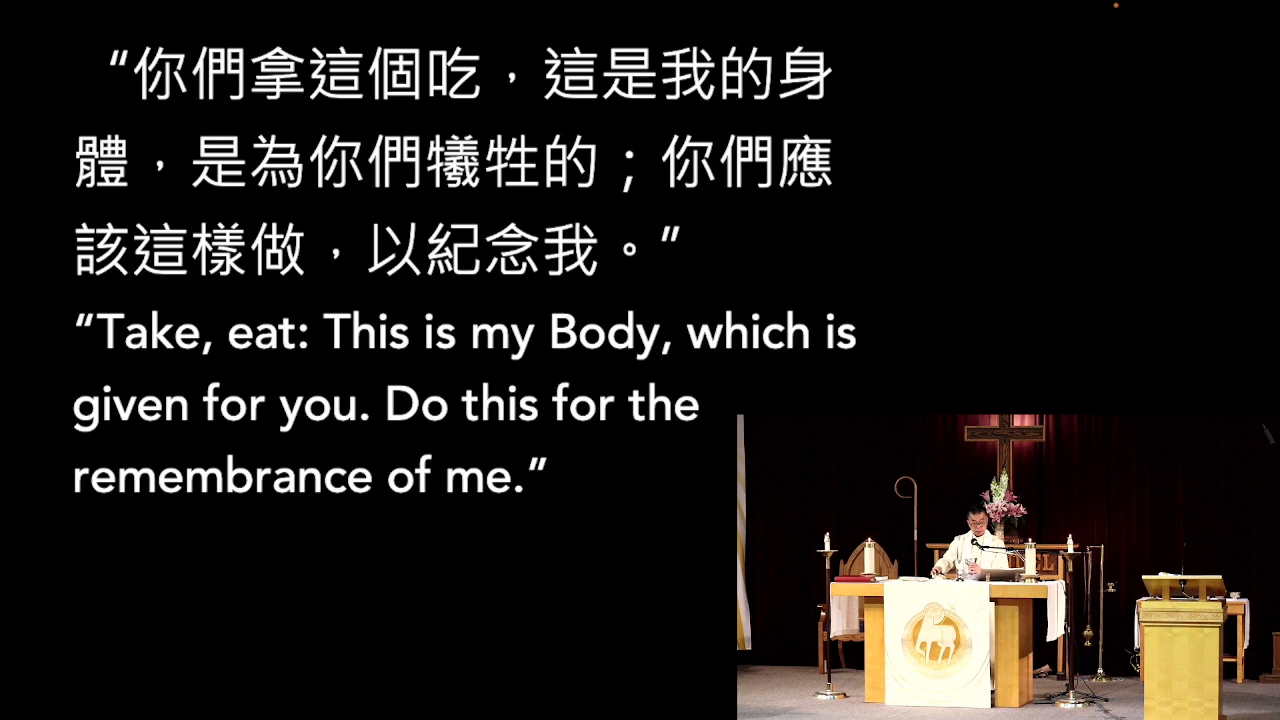 “你們拿這個吃，這是我的身
體，是為你們犧牲的；你們應
該這樣做，以紀念我。”
“Take, eat: This is my Body, which is
given for you. Do this for the
remembrance of me.”